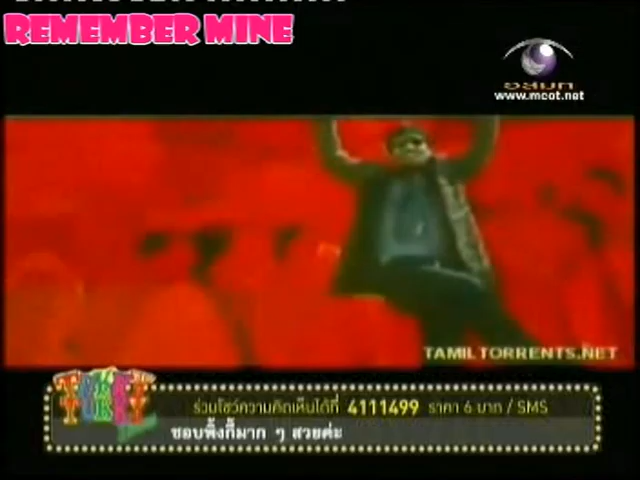 REMEMBER MINE
อสมท
www.mcot.net
TAMILTORRENTS.NET
ร่วมโชว์ความคิดเห็นได้ที่ 4111499 ราคา 6 บาท / SMS
ชอบพิ้งกี้มาก ๆ สวยค่ะ